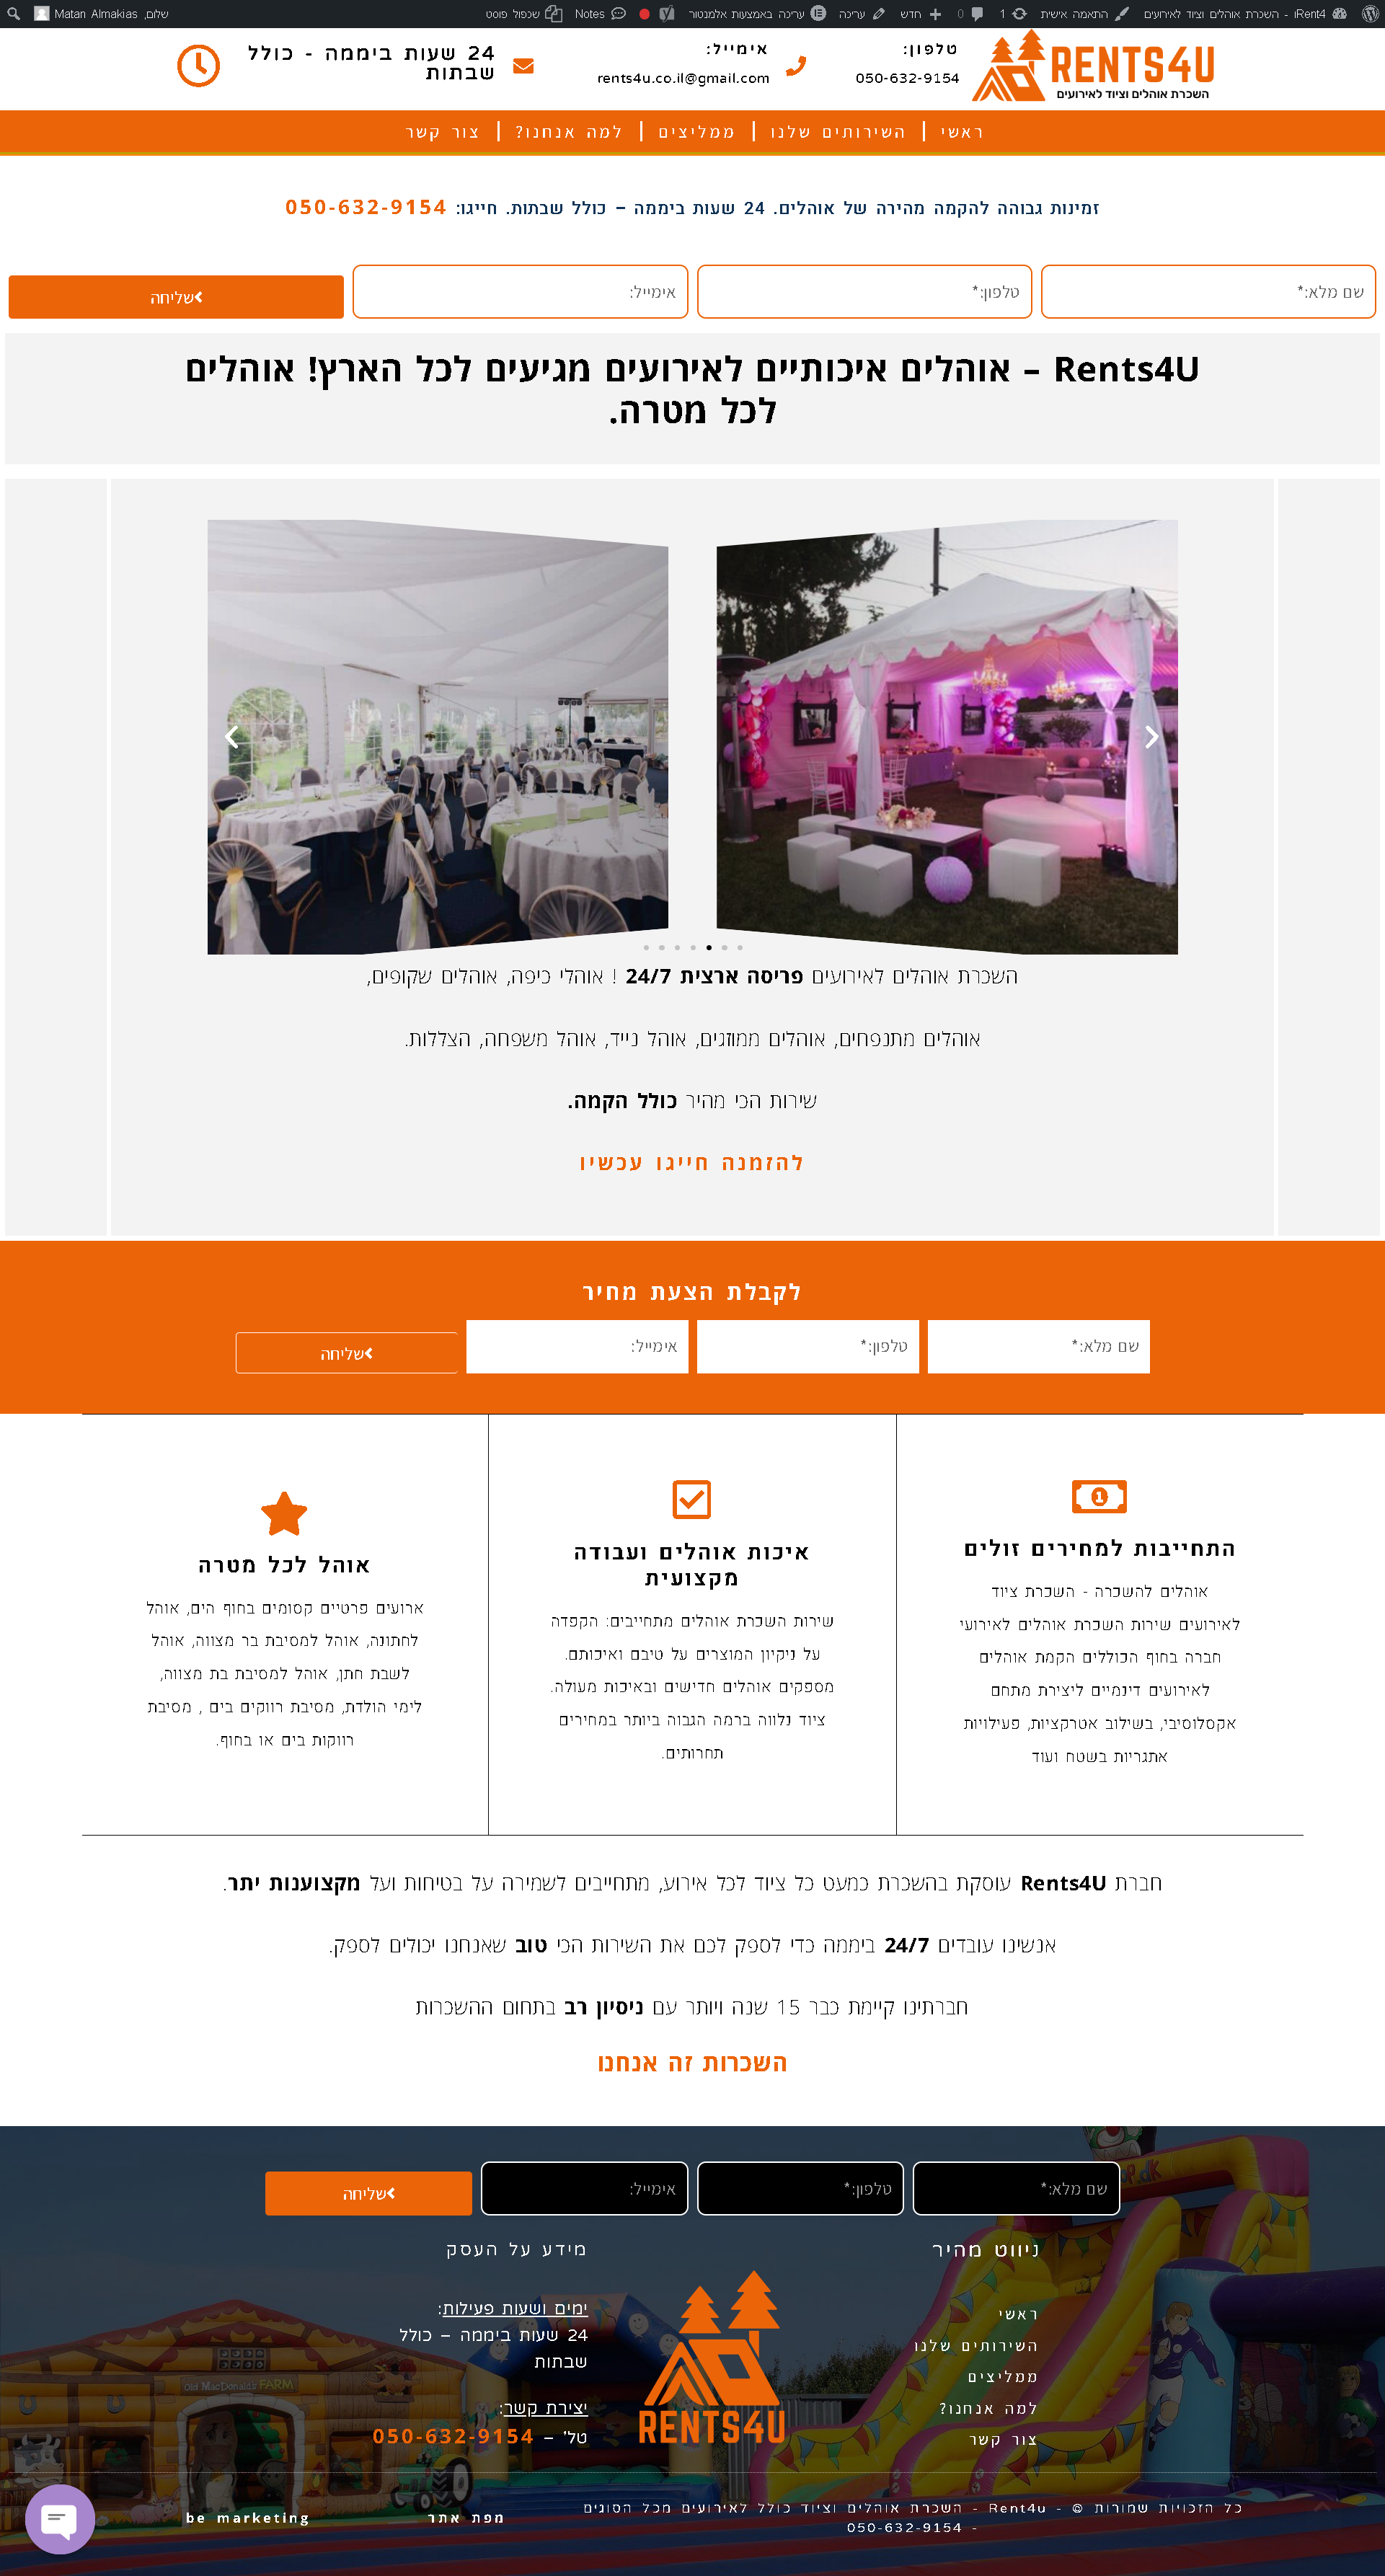 iRent4 - השכרת אוהלים וציוד לאירועים התאמה אישית 1 0 חדש עריכה עריכה באמצעות אלמנטור Notes שכפול פוסט שלום, Matan Almakias
RENTS4U
השכרת אוהלים וציוד לאירועים
טלפון:
050-632-9154
אימייל:
rents4u.co.il@gmail.com
24 שעות ביממה - כולל
שבתות
ראשי | השירותים שלנו | ממליצים | למה אנחנו? | צור קשר
זמינות גבוהה להקמה מהירה של אוהלים. 24 שעות ביממה – כולל שבתות. חייגו: 050-632-9154
שם מלא:* טלפון:* אימייל: שליחה
Rents4U – אוהלים איכותיים לאירועים מגיעים לכל הארץ! אוהלים
לכל מטרה.
השכרת אוהלים לאירועים פריסה ארצית 24/7 ! אוהלי כיפה, אוהלים שקופים,
אוהלים מתנפחים, אוהלים ממוזגים, אוהל נייד, אוהל משפחה, הצללות.
שירות הכי מהיר כולל הקמה.
להזמנה חייגו עכשיו
לקבלת הצעת מחיר
שם מלא:* טלפון:* אימייל: שליחה
התחייבות למחירים זולים
אוהלים להשכרה - השכרת ציוד
לאירועים שירות השכרת אוהלים לאירועי
חברה בחוף הכוללים הקמת אוהלים
לאירועים דינמיים ליצירת מתחם
אקסלוסיבי, בשילוב אטרקציות, פעילויות
אתגריות בשטח ועוד
איכות אוהלים ועבודה
מקצועית
שירות השכרת אוהלים מתחייבים: הקפדה
על ניקיון המוצרים על טיבם ואיכותם.
מספקים אוהלים חדישים ובאיכות מעולה.
ציוד נלווה ברמה הגבוה ביותר במחירים
תחרותים.
אוהל לכל מטרה
ארועים פרטיים קסומים בחוף הים, אוהל
לחתונה, אוהל למסיבת בר מצווה, אוהל
לשבת חתן, אוהל למסיבת בת מצווה,
לימי הולדת, מסיבת רווקים בים , מסיבת
רווקות בים או בחוף.
חברת Rents4U עוסקת בהשכרת כמעט כל ציוד לכל אירוע, מתחייבים לשמירה על בטיחות ועל מקצוענות יתר.
אנשינו עובדים 24/7 ביממה כדי לספק לכם את השירות הכי טוב שאנחנו יכולים לספק.
חברתינו קיימת כבר 15 שנה ויותר עם ניסיון רב בתחום ההשכרות
השכרות זה אנחנו
שם מלא:* טלפון:* אימייל: שליחה
ניווט מהיר
ראשי
השירותים שלנו
ממליצים
למה אנחנו?
צור קשר
RENTS4U
מידע על העסק
ימים ושעות פעילות:
24 שעות ביממה – כולל
שבתות
יצירת קשר:
טל' – 050-632-9154
Old MacDonalds FARM
כל הזכויות שמורות © - Rent4u - השכרת אוהלים וציוד כולל לאירועים מכל הסוגים
- 050-632-9154
מפת אתר
be marketing